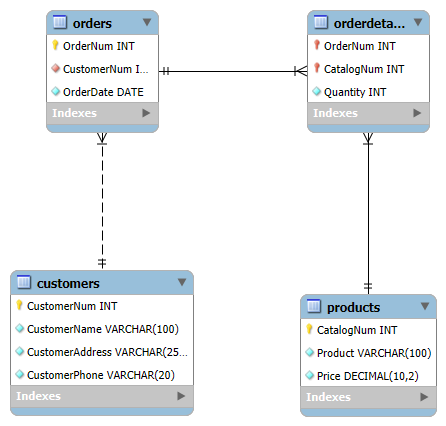 orders
OrderNum INT
CustomerNum I...
OrderDate DATE
Indexes
orderdeta...
OrderNum INT
CatalogNum INT
Quantity INT
Indexes
customers
CustomerNum INT
CustomerName VARCHAR(100)
CustomerAddress VARCHAR(25...
CustomerPhone VARCHAR(20)
Indexes
products
CatalogNum INT
Product VARCHAR(100)
Price DECIMAL(10,2)
Indexes